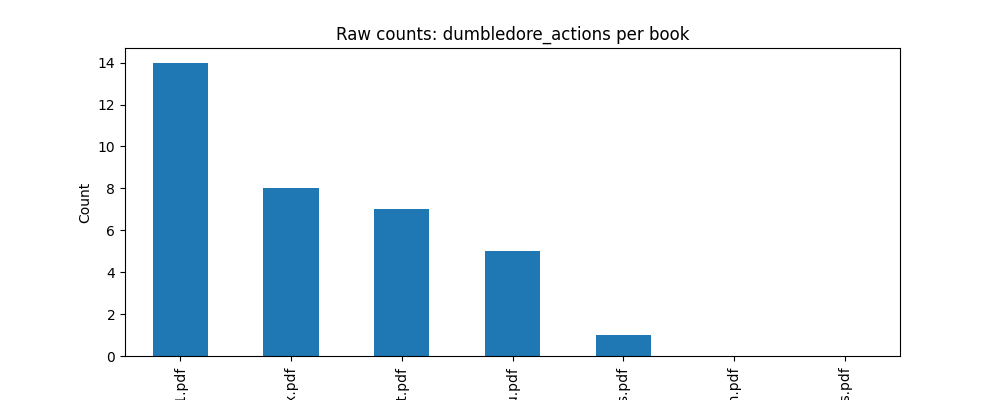 Raw counts: dumbledore_actions per book
14
12
10
8
6
4
2
0
Count
.pdf
x.pdf
t.pdf
u.pdf
s.pdf
.pdf
s.pdf